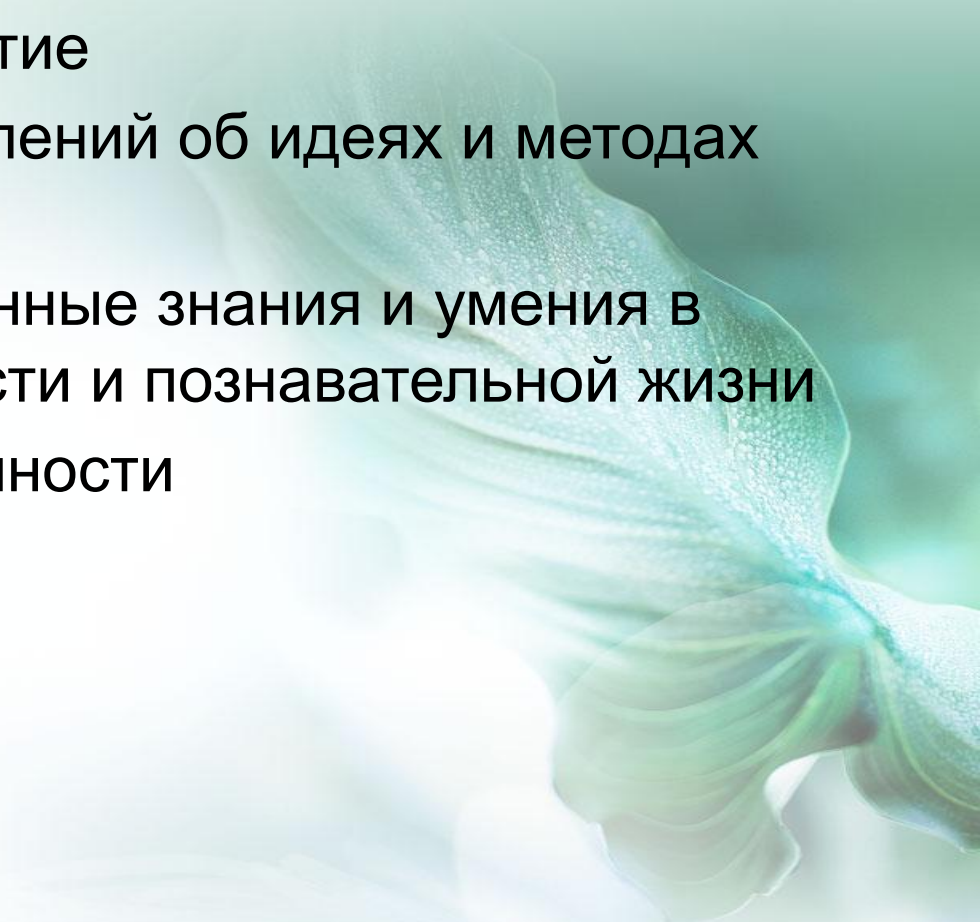 тие
лений об идеях и методах
нные знания и умения в
сти и познавательной жизни
ности